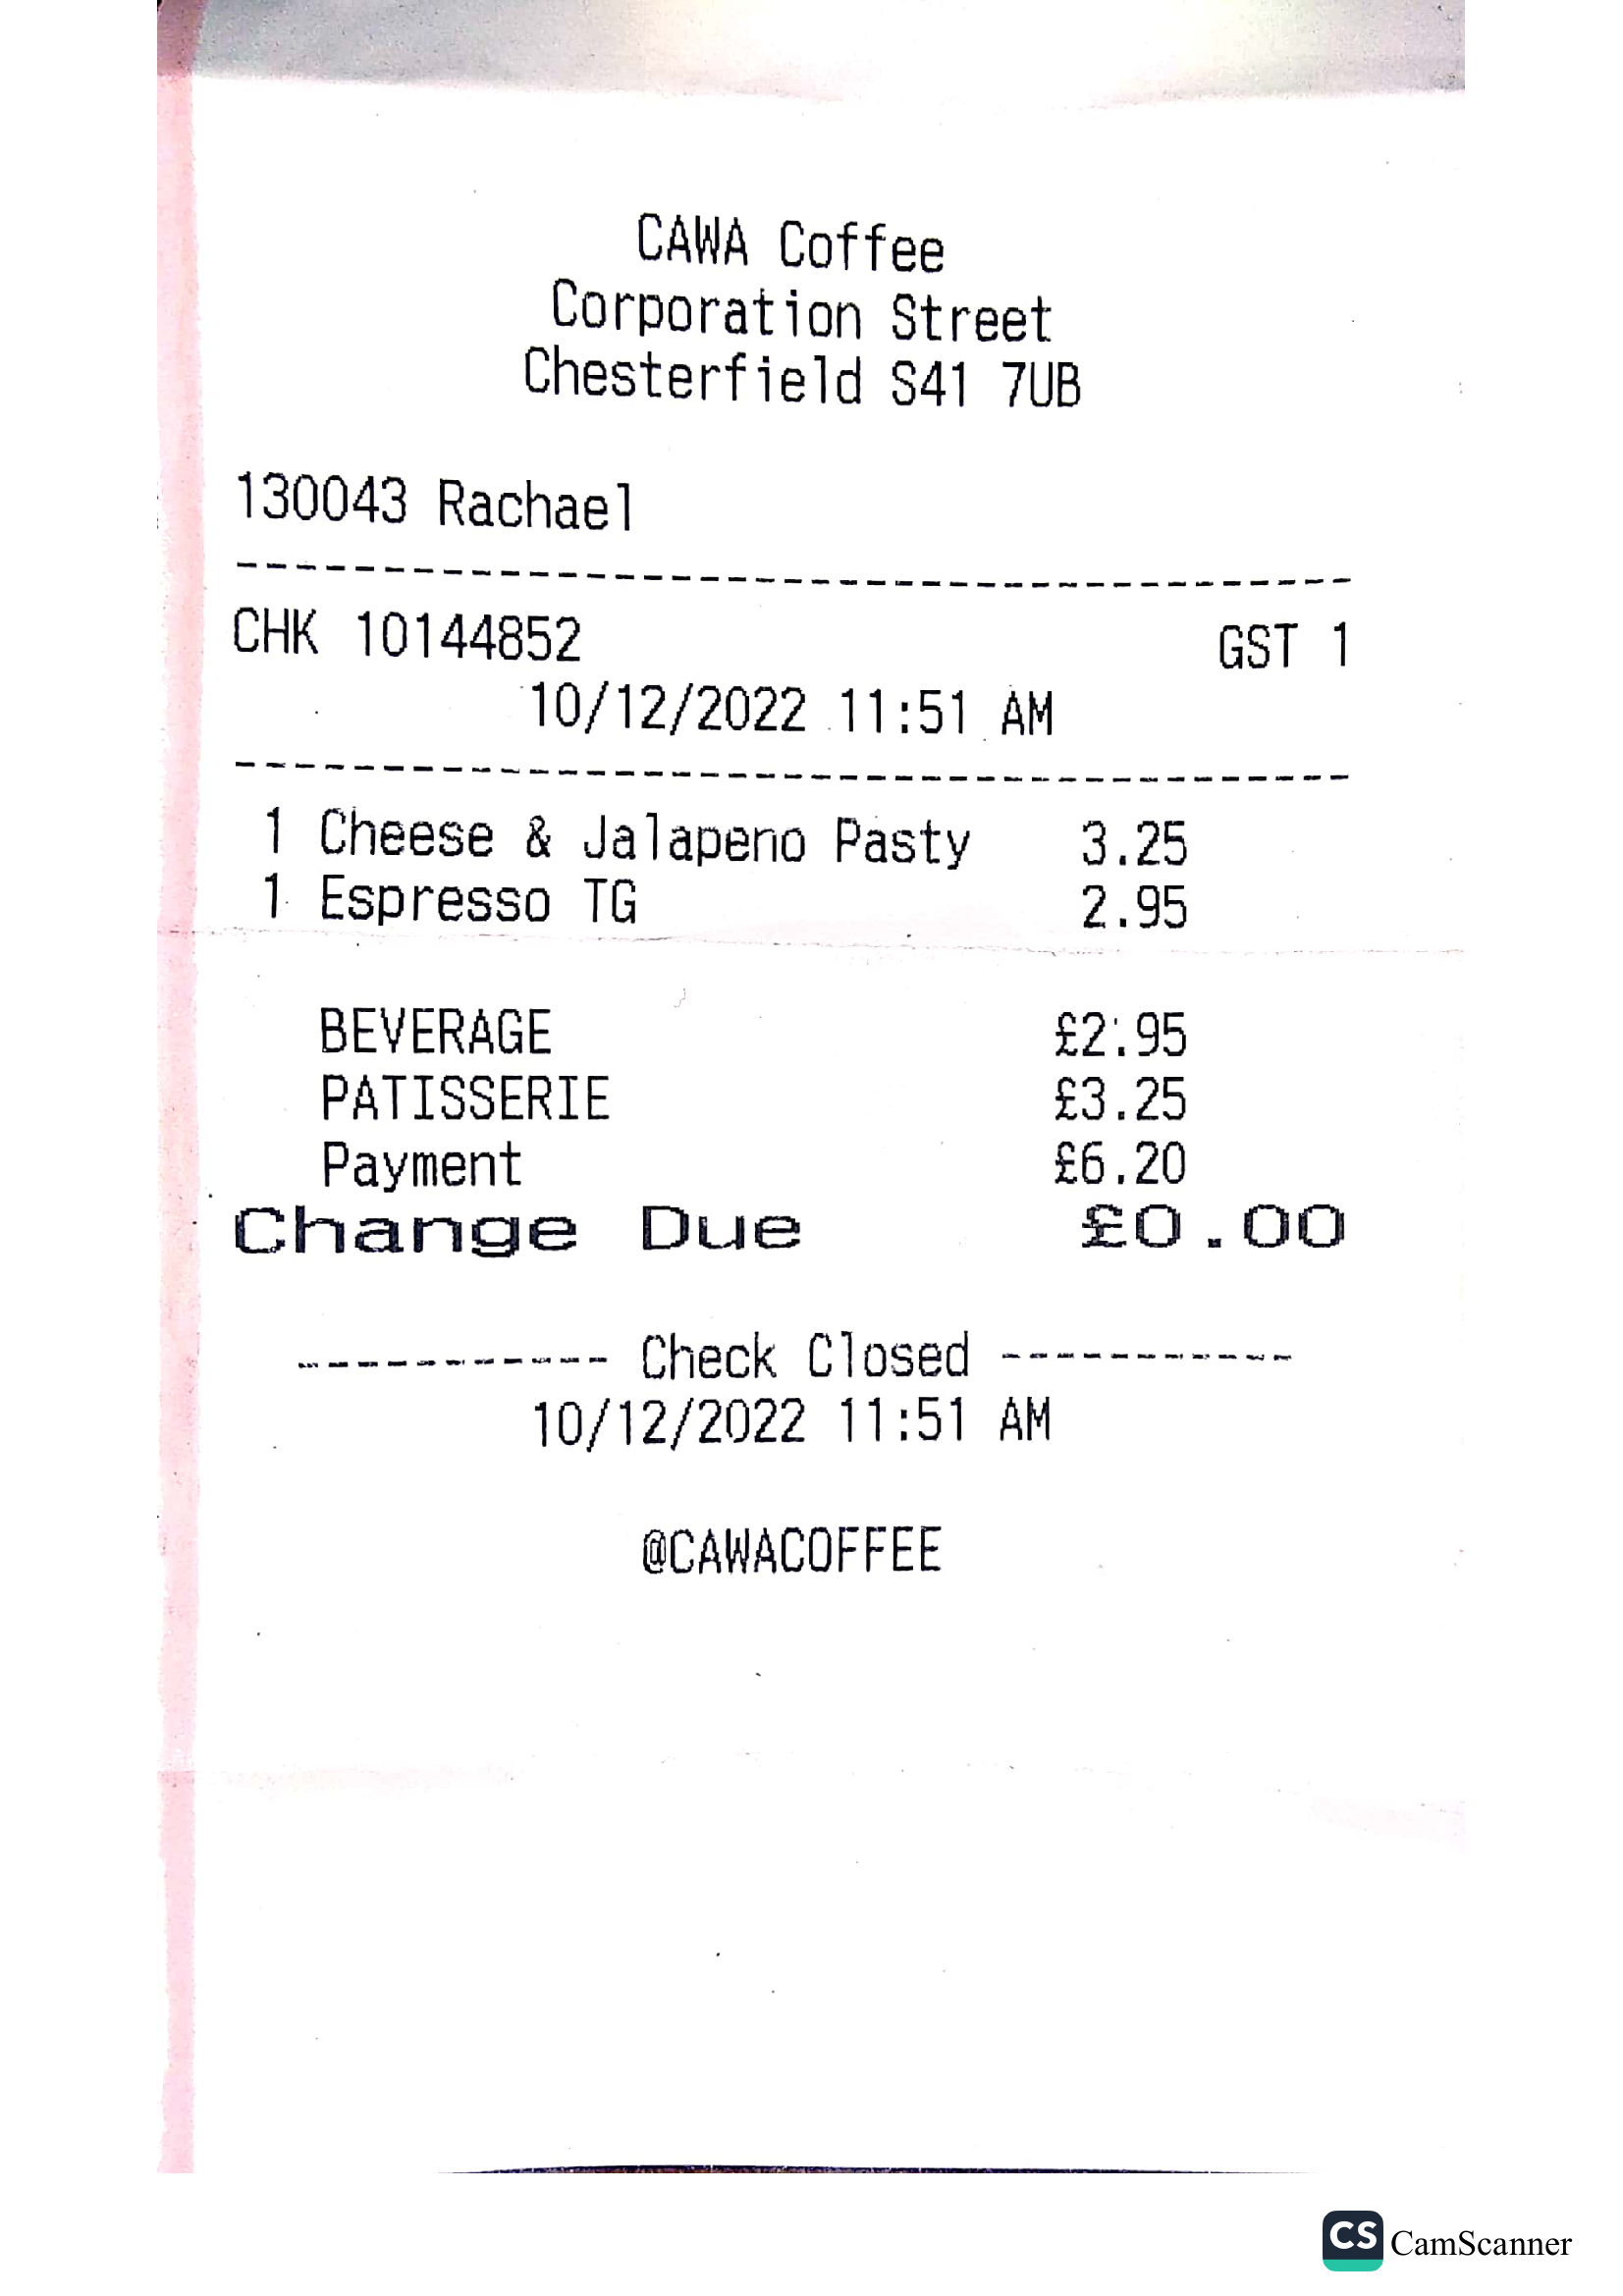 CAWA Coffee
Corporation Street
Chesterfield S41 7UB
130043 Rachael
--------------------------------------
CHK 10144852 GST 1
10/12/2022 11:51 AM
--------------------------------------
1 Cheese & Jalapeno Pasty 3.25
1 Espresso TG 2.95
BEVERAGE £2.95
PATISSERIE £3.25
Payment £6.20
Change Due £0.00
----------- Check Closed -----------
10/12/2022 11:51 AM
@CAWACOFFEE
CS CamScanner